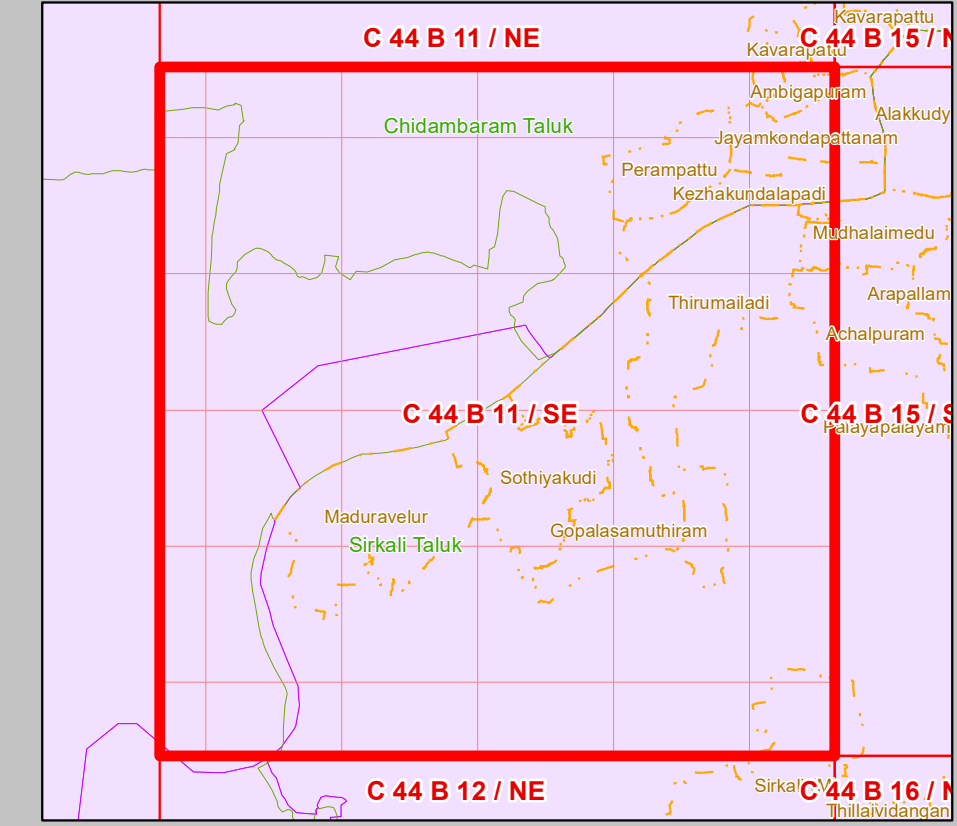 Kavarapattu
C 44 B 11 / NE
C 44 B 15 / N
Kavarapattu
Ambigapuram
Alakkudy
Chidambaram Taluk
Jayamkondapattanam
Perampattu
Kezhakundalapadi
Mudhalaimedu
Arapallam
Thirumailadi
Achalpuram
C 44 B 11 / SE
C 44 B 15 / S
Palayapalayam
Sothiyakudi
Maduravelur
Gopalasamuthiram
Sirkali Taluk
C 44 B 12 / NE
Sirkali M
C 44 B 16 / N
Thillaividangan